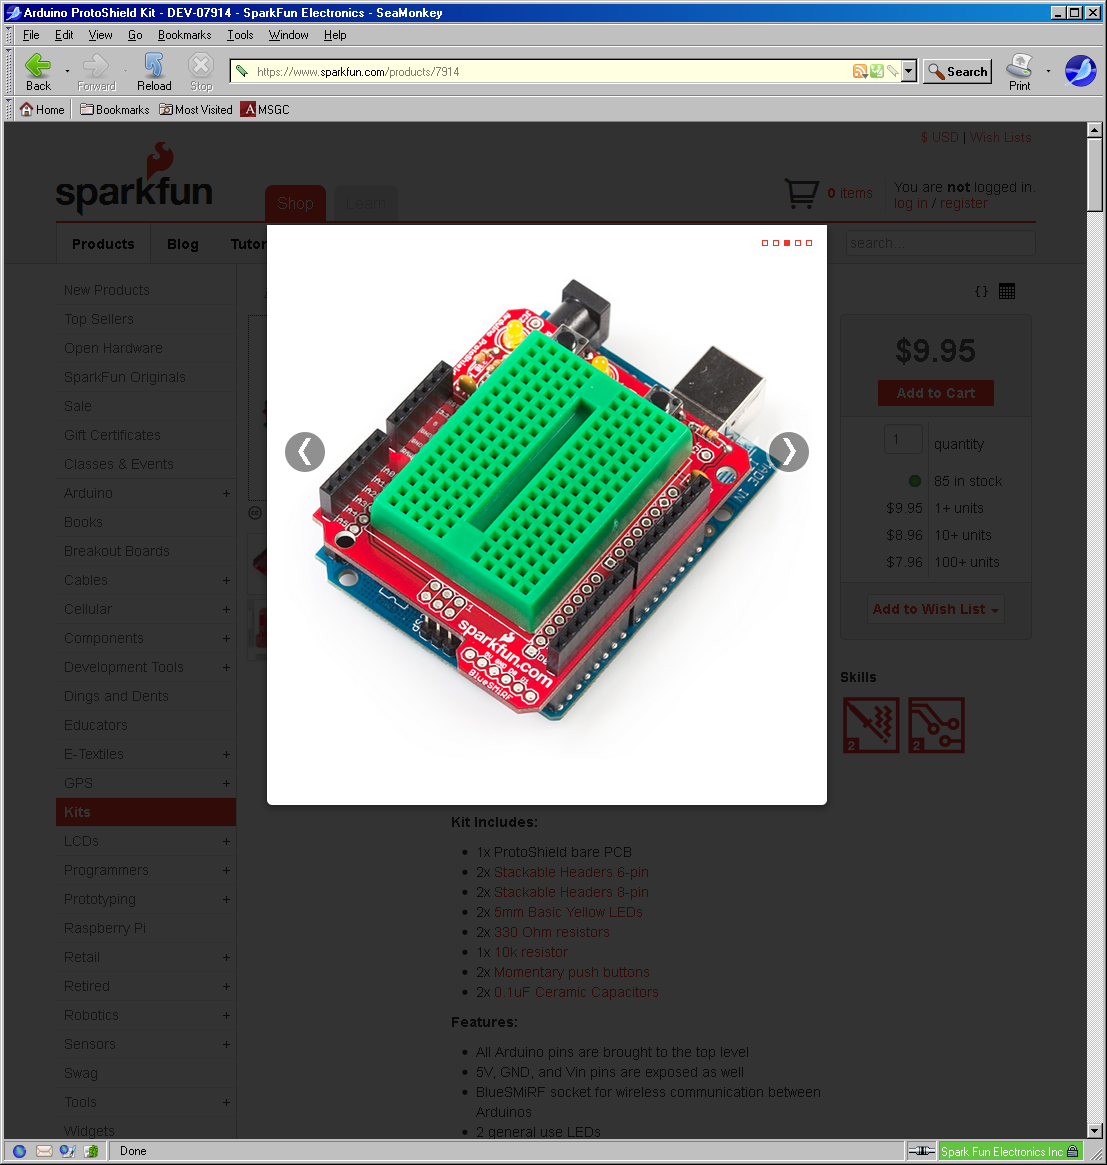 Arduino ProtoShield Kit - DEV-07914 - SparkFun Electronics - SeaMonkey
File Edit View Go Bookmarks Tools Window Help
Back Forward Reload Stop https://www.sparkfun.com/products/7914 Search Print
Home Bookmarks Most Visited MSGC
$ USD | Wish Lists
sparkfun
Shop Learn
0 items
You are not logged in.
log in / register
Products Blog Tutor
search...
New Products
Top Sellers
Open Hardware
SparkFun Originals
Sale
Gift Certificates
Classes & Events
Arduino +
Books
Breakout Boards
Cables +
Cellular +
Components +
Development Tools +
Dings and Dents
Educators
E-Textiles +
GPS +
Kits
LCDs +
Programmers +
Prototyping +
Raspberry Pi
Retail +
Retired +
Robotics +
Sensors +
Swag
Tools +
Widgets
Arduino ProtoShield
MADE IN
1
sparkfun.com
BlueSMiRF
{}
$9.95
Add to Cart
1 quantity
85 in stock
$9.95 1+ units
$8.96 10+ units
$7.96 100+ units
Add to Wish List
Skills
2 2
Kit Includes:
• 1x ProtoShield bare PCB
• 2x Stackable Headers 6-pin
• 2x Stackable Headers 8-pin
• 2x 5mm Basic Yellow LEDs
• 2x 330 Ohm resistors
• 1x 10k resistor
• 2x Momentary push buttons
• 2x 0.1uF Ceramic Capacitors
Features:
• All Arduino pins are brought to the top level
• 5V, GND, and Vin pins are exposed as well
• BlueSMiRF socket for wireless communication between
Arduinos
• 2 general use LEDs
Done
Spark Fun Electronics Inc